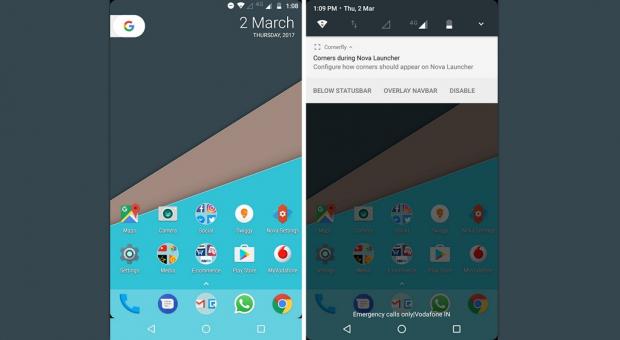 4G 1:08
2 March
THURSDAY, 2017
Maps Camera Social Twiggy Nova Settings
Settings Media Ecommerce Play Store MyVodafone
1:09 PM • Thu, 2 Mar
4G
Cornerfly
Corners during Nova Launcher
Configure how corners should appear on Nova Launcher
BELOW STATUSBAR OVERLAY NAVBAR DISABLE
Maps Camera Social Twiggy Nova Settings
Settings Media Ecommerce Play Store MyVodafone
Emergency calls only|Vodafone IN